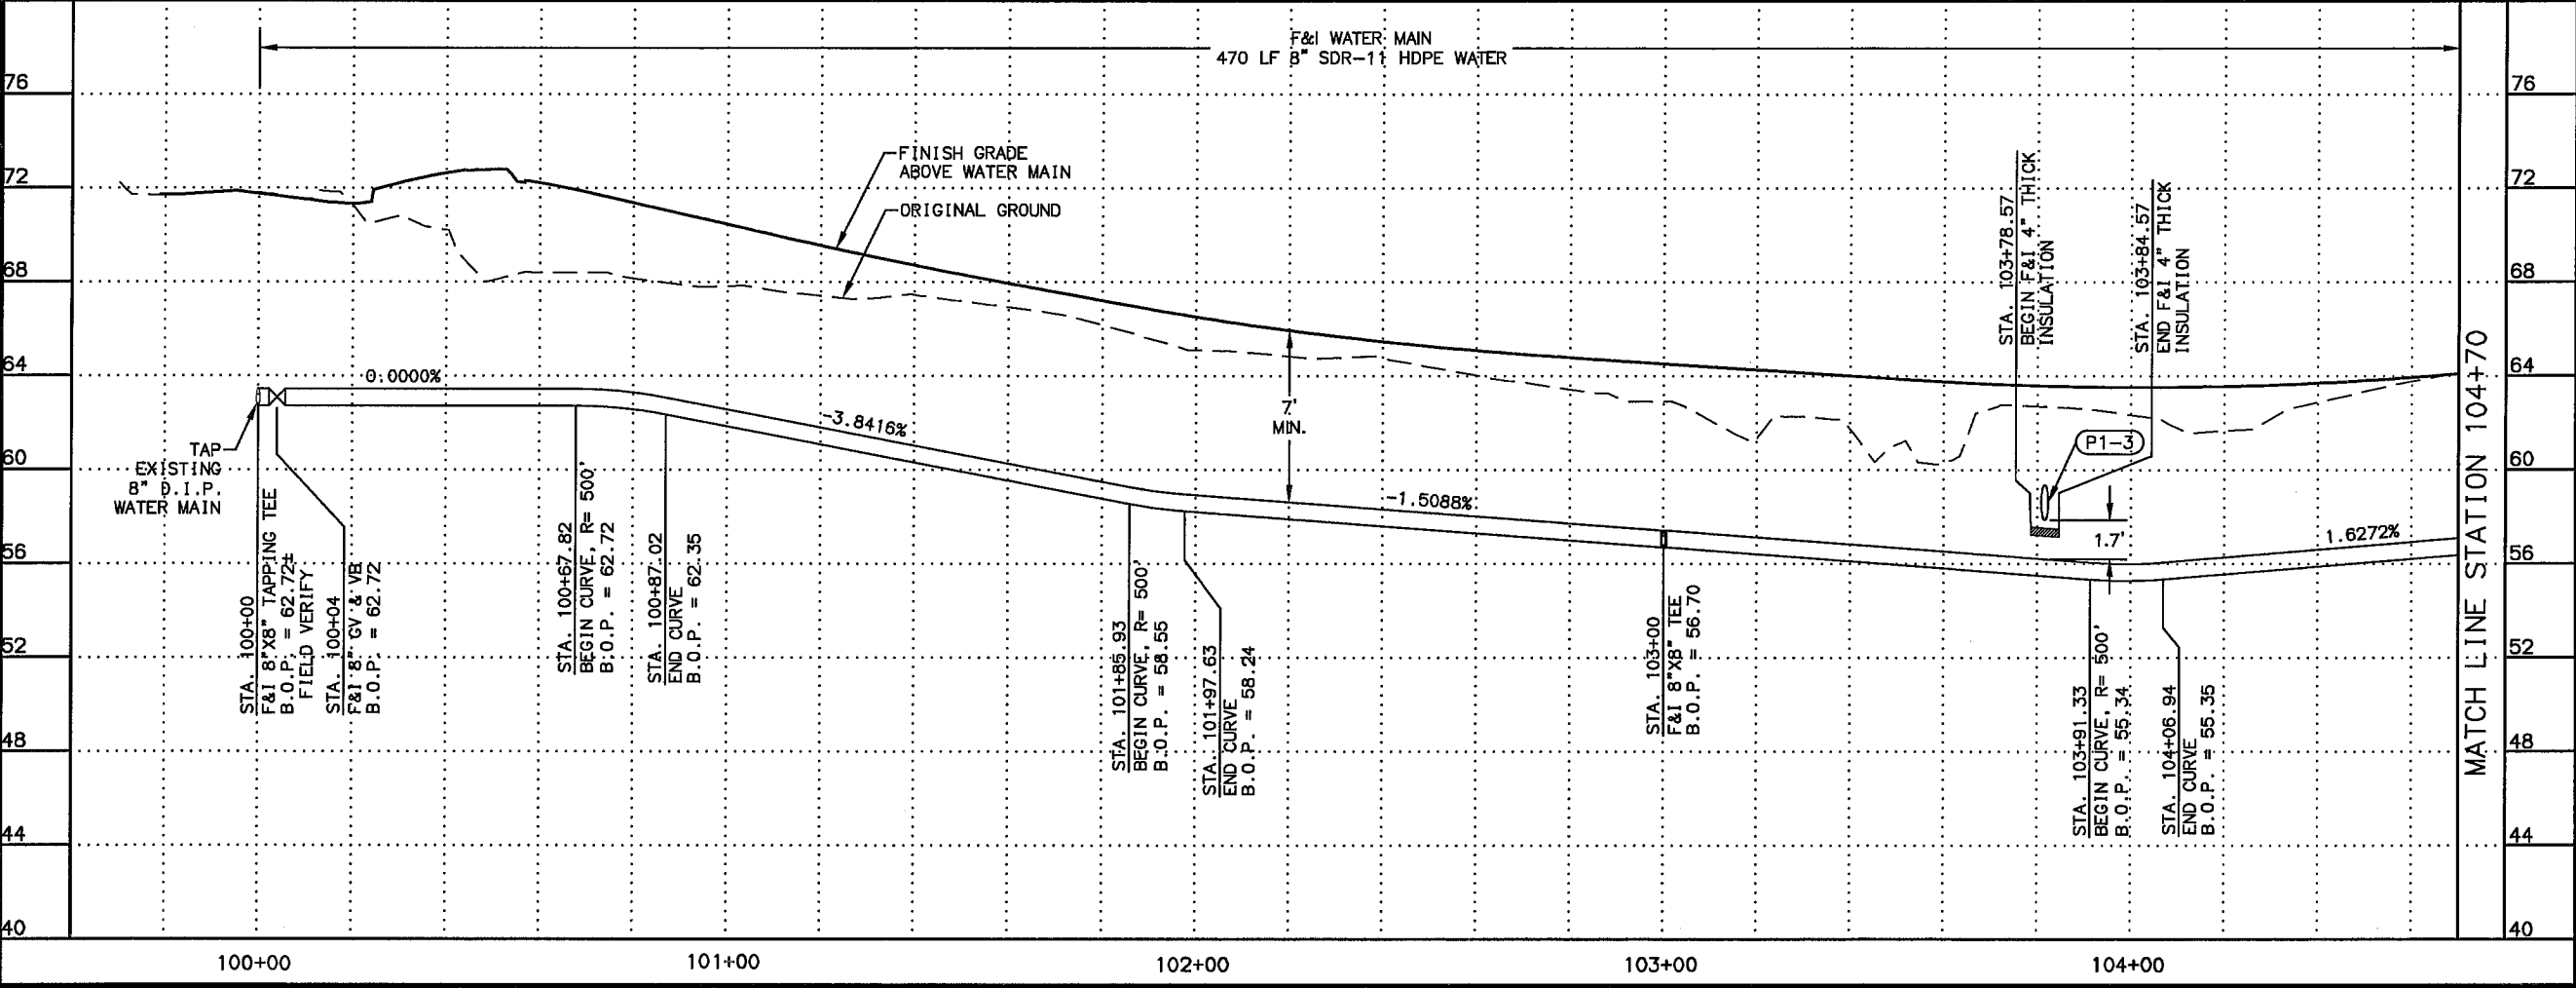 F&I WATER MAIN
470 LF 8" SDR-11 HDPE WATER
76
76
FINISH GRADE
ABOVE WATER MAIN
72
72
ORIGINAL GROUND
68
68
STA. 103+78.57
BEGIN F&I 4" THICK
INSULATION
STA. 103+84.57
END F&I 4" THICK
INSULATION
64
64
0.0000%
-3.8416%
7'
MIN.
-1.5088%
P1-3
1.7'
1.6272%
TAP
EXISTING
8" D.I.P.
WATER MAIN
60
60
56
56
STA. 100+00
F&I 8"X8" TAPPING TEE
B.O.P. = 62.72±
FIELD VERIFY
STA. 100+04
F&I 8" GV & VB
B.O.P. = 62.72
STA. 100+67.82
BEGIN CURVE, R= 500'
B.O.P. = 62.72
STA. 100+87.02
END CURVE
B.O.P. = 62.35
STA. 101+85.93
BEGIN CURVE, R= 500'
B.O.P. = 58.55
STA. 101+97.63
END CURVE
B.O.P. = 58.24
STA. 103+00
F&I 8"X8" TEE
B.O.P. = 56.70
STA. 103+91.33
BEGIN CURVE, R= 500'
B.O.P. = 55.34
STA. 104+06.94
END CURVE
B.O.P. = 55.35
MATCH LINE STATION 104+70
52
52
48
48
44
44
40
40
100+00
101+00
102+00
103+00
104+00